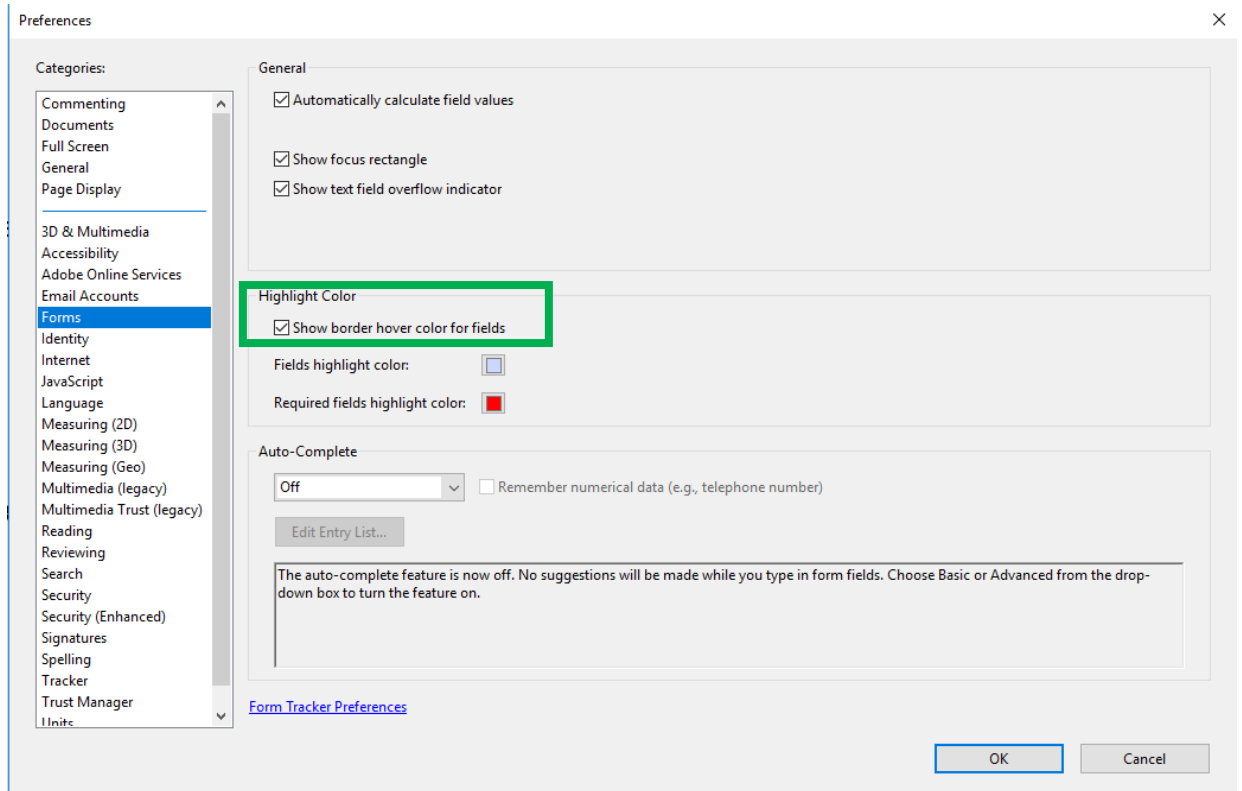 Preferences
Categories:
Commenting
Documents
Full Screen
General
Page Display
3D & Multimedia
Accessibility
Adobe Online Services
Email Accounts
Forms
Identity
Internet
JavaScript
Language
Measuring (2D)
Measuring (3D)
Measuring (Geo)
Multimedia (legacy)
Multimedia Trust (legacy)
Reading
Reviewing
Search
Security
Security (Enhanced)
Signatures
Spelling
Tracker
Trust Manager
Units
General
Automatically calculate field values
Show focus rectangle
Show text field overflow indicator
Highlight Color
Show border hover color for fields
Fields highlight color:
Required fields highlight color:
Auto-Complete
Off
Remember numerical data (e.g., telephone number)
Edit Entry List...
The auto-complete feature is now off. No suggestions will be made while you type in form fields. Choose Basic or Advanced from the drop-
down box to turn the feature on.
Form Tracker Preferences
OK
Cancel